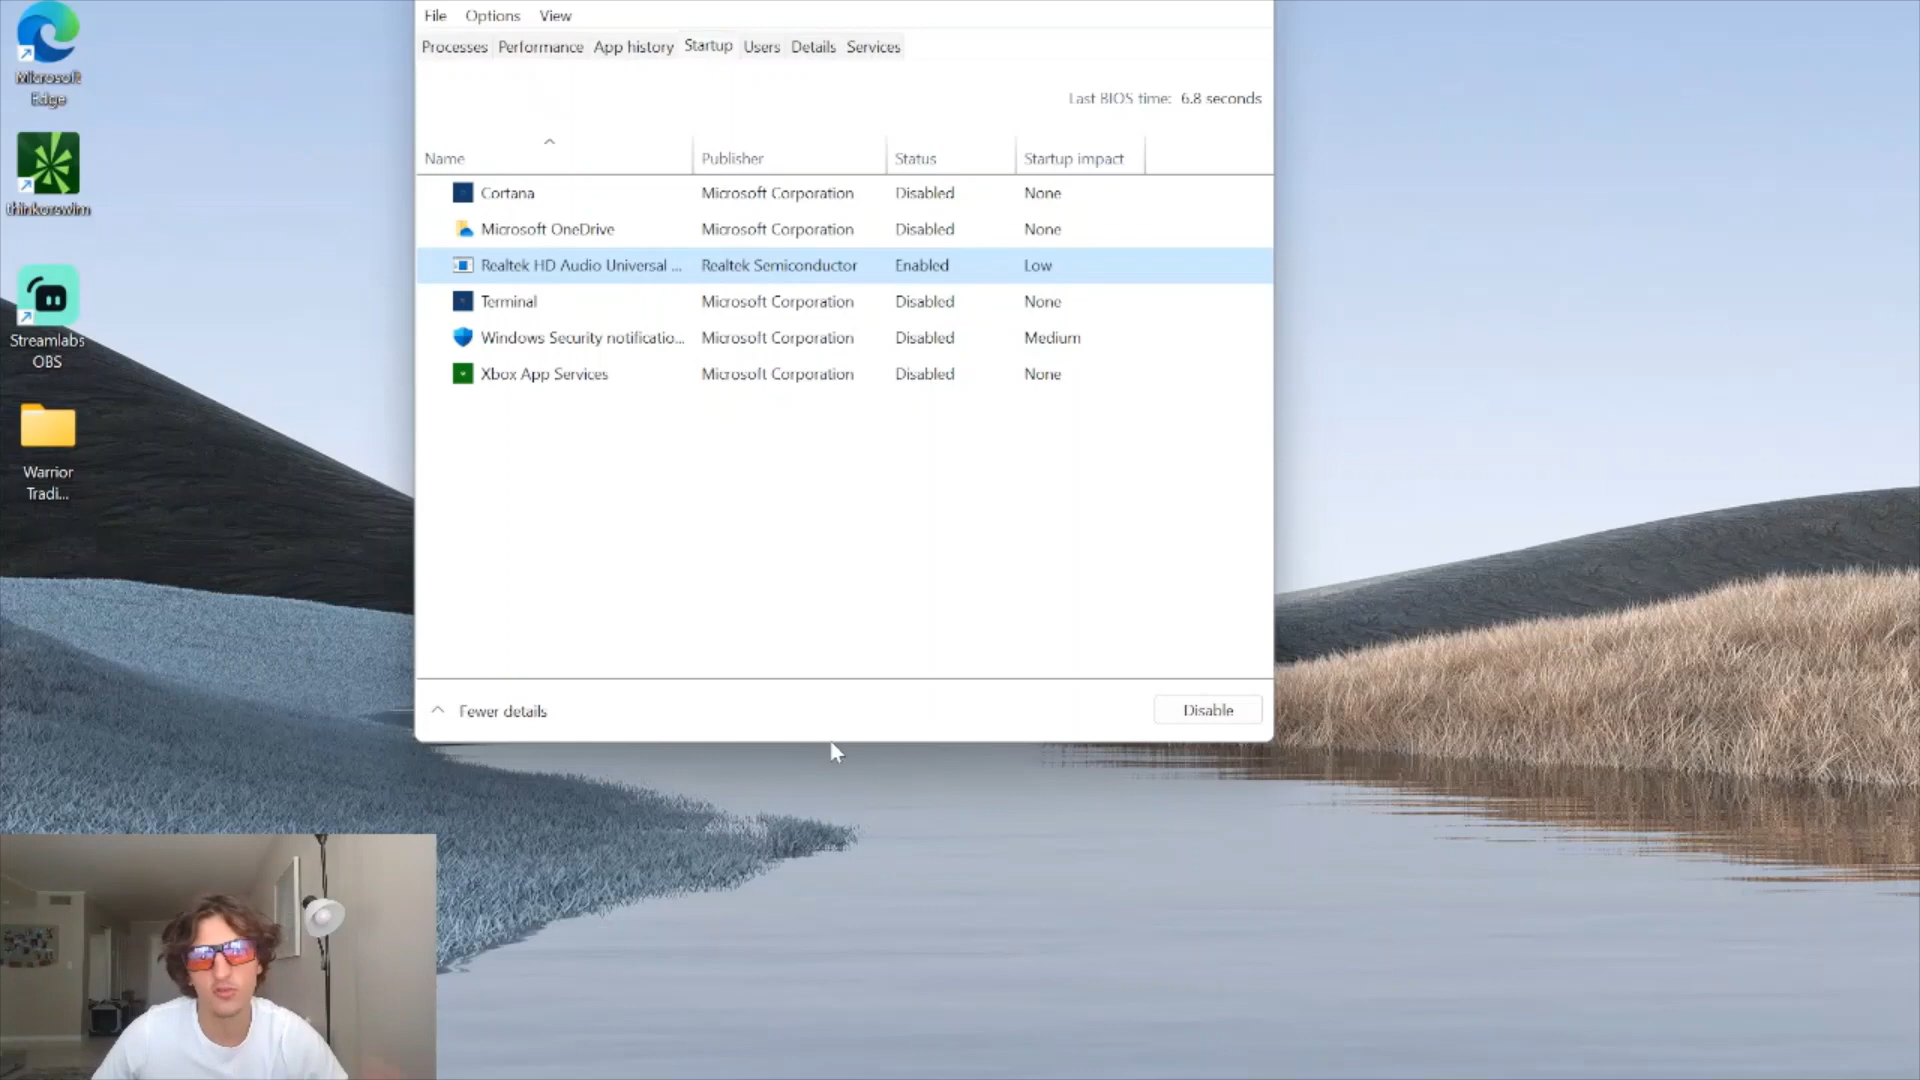 File Options View
Processes Performance App history Startup Users Details Services
Last BIOS time: 6.8 seconds
Name Publisher Status Startup impact
Cortana Microsoft Corporation Disabled None
Microsoft OneDrive Microsoft Corporation Disabled None
Realtek HD Audio Universal ... Realtek Semiconductor Enabled Low
Terminal Microsoft Corporation Disabled None
Windows Security notificatio... Microsoft Corporation Disabled Medium
Xbox App Services Microsoft Corporation Disabled None
Fewer details Disable
Microsoft
Edge
thinkorswim
Streamlabs
OBS
Warrior
Tradi...